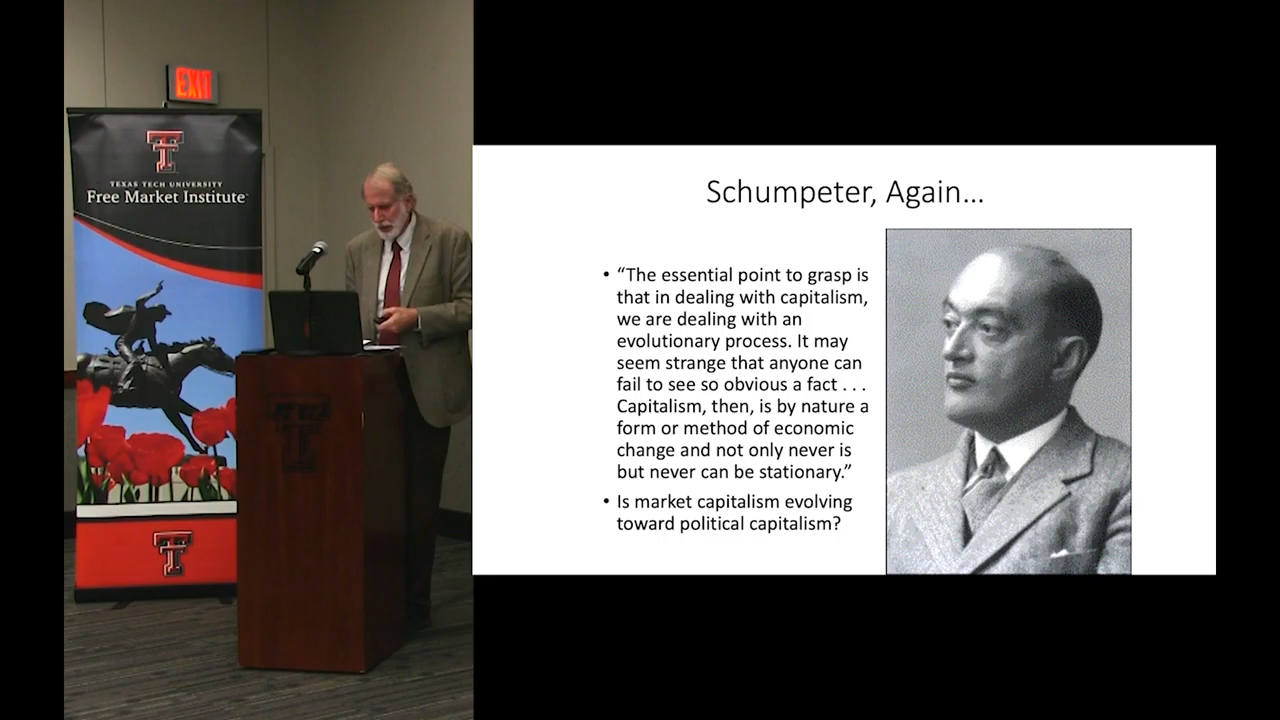 EXIT
TEXAS TECH UNIVERSITY
Free Market Institute
Schumpeter, Again…
• “The essential point to grasp is
that in dealing with capitalism,
we are dealing with an
evolutionary process. It may
seem strange that anyone can
fail to see so obvious a fact . . .
Capitalism, then, is by nature a
form or method of economic
change and not only never is
but never can be stationary.”
• Is market capitalism evolving
toward political capitalism?